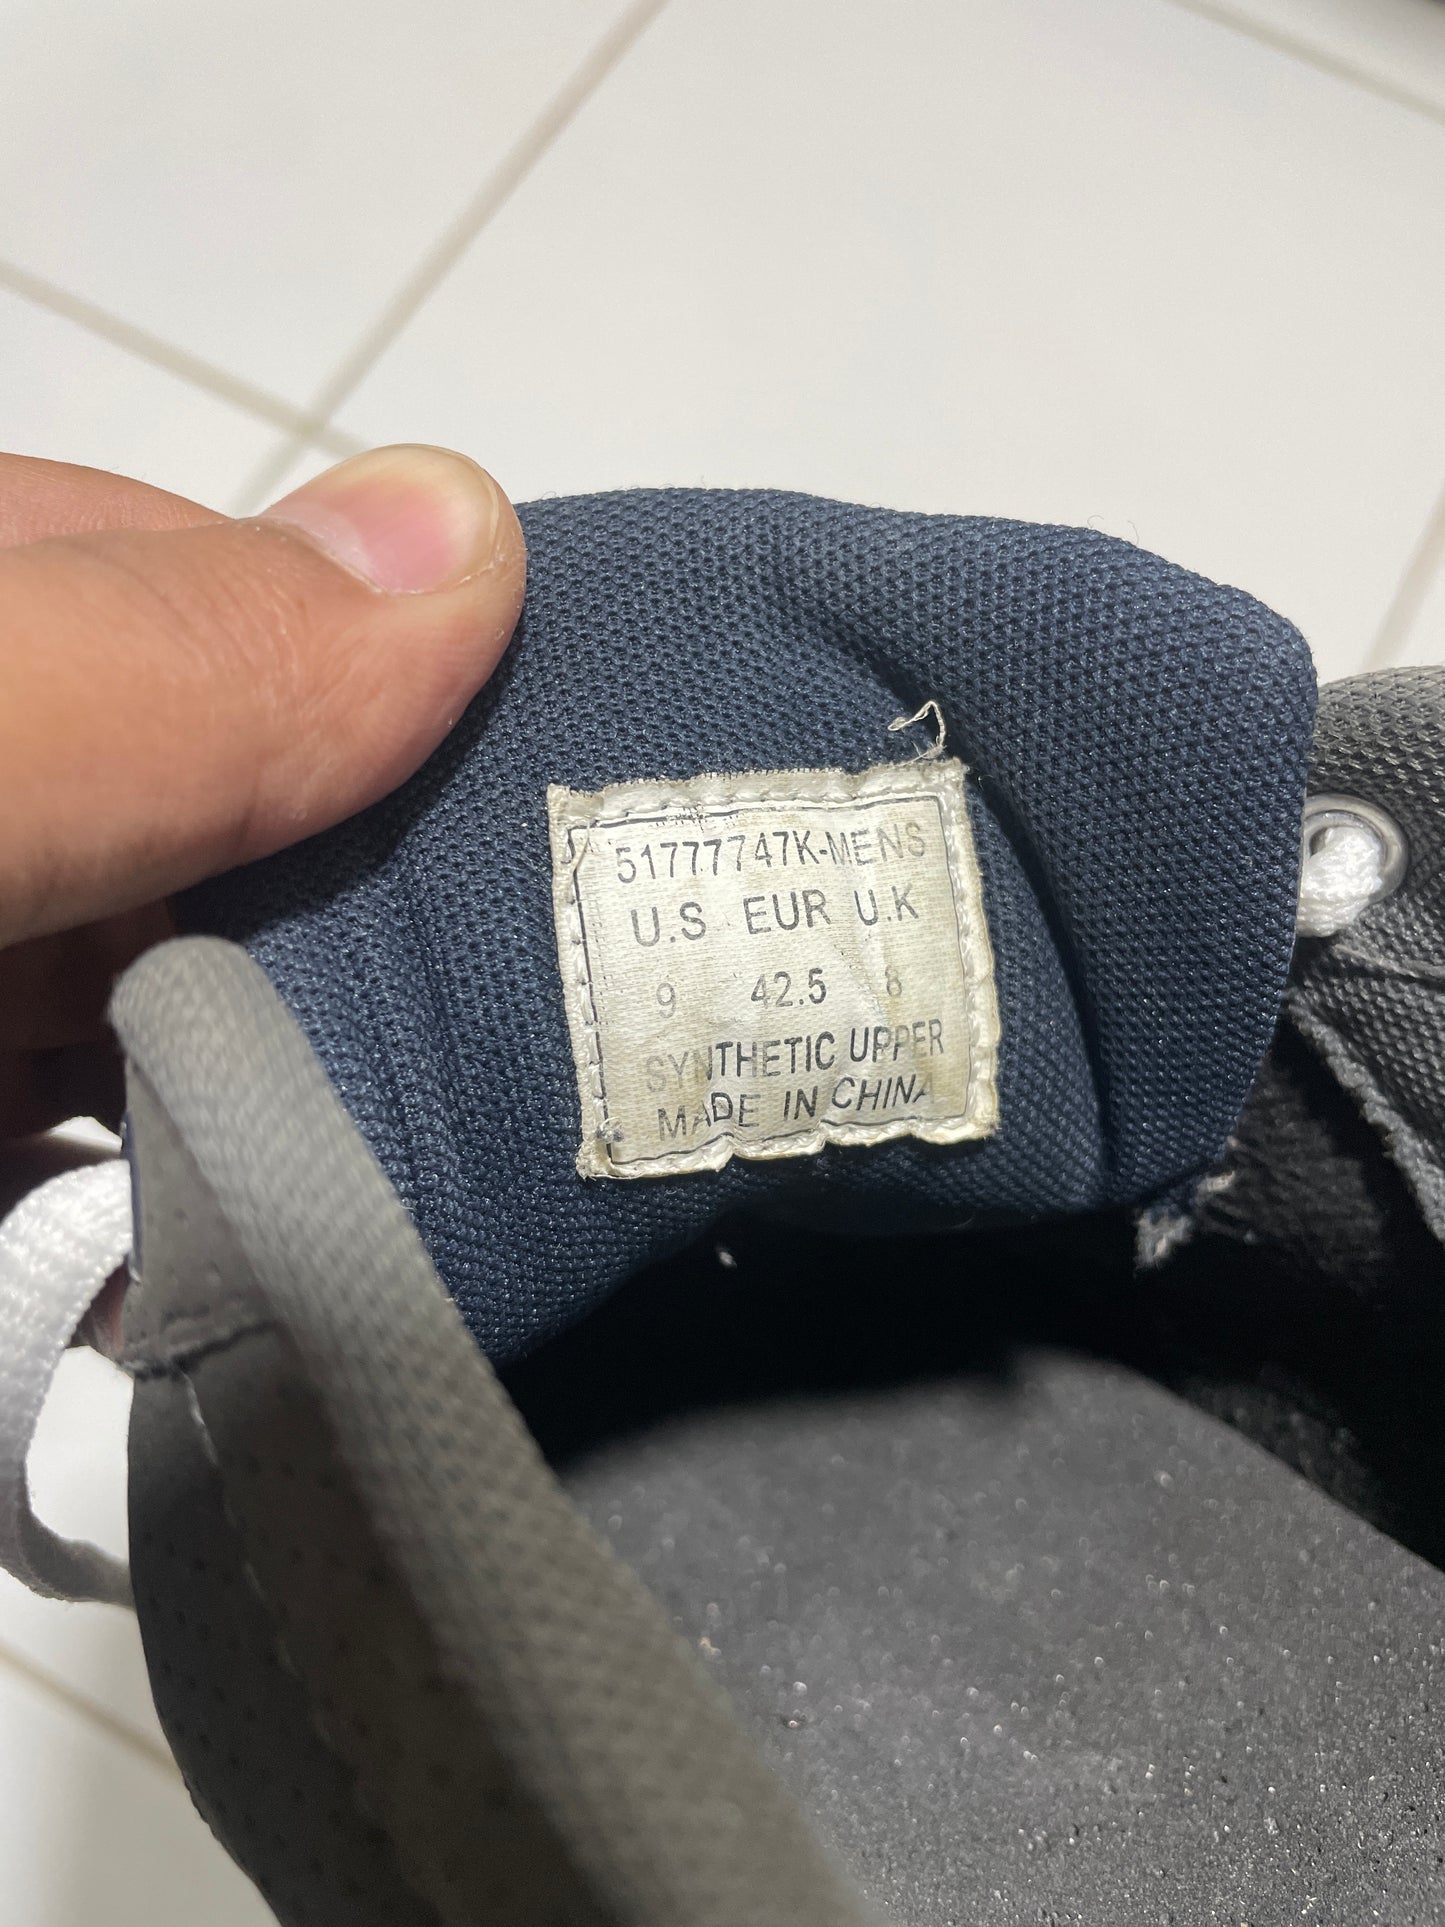 51777747K-MENS
U.S EUR U.K
9 42.5 8
SYNTHETIC UPPER
MADE IN CHINA